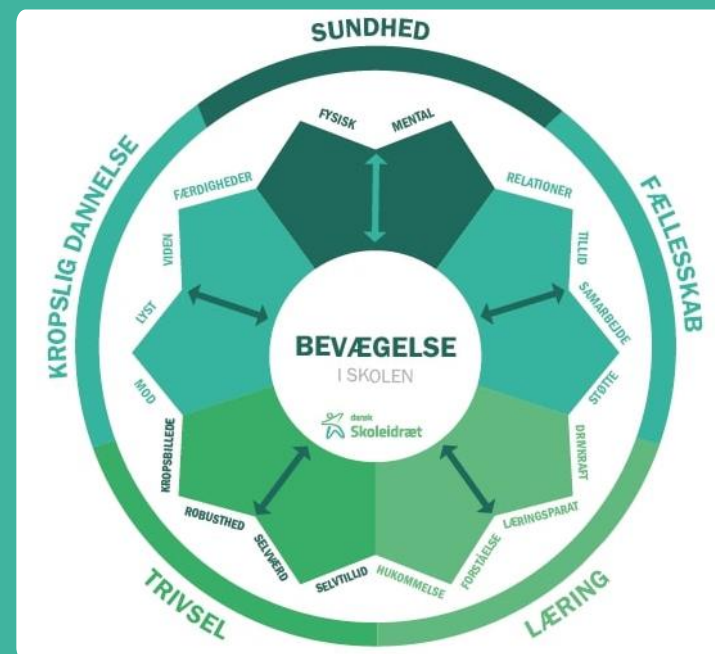 SUNDHED
FYSISK
MENTAL
FÆLLESSKAB
RELATIONER
TILLID
SAMARBEJDE
STØTTE
LÆRING
DRIVKRAFT
LÆRINGSPARAT
FORSTÅELSE
HUKOMMELSE
TRIVSEL
SELVTILLID
SELVVÆRD
ROBUSTHED
KROPSBILLEDE
KROPSLIG DANNELSE
MOD
LYST
VIDEN
FÆRDIGHEDER
BEVÆGELSE
I SKOLEN
dansk
Skoleidræt